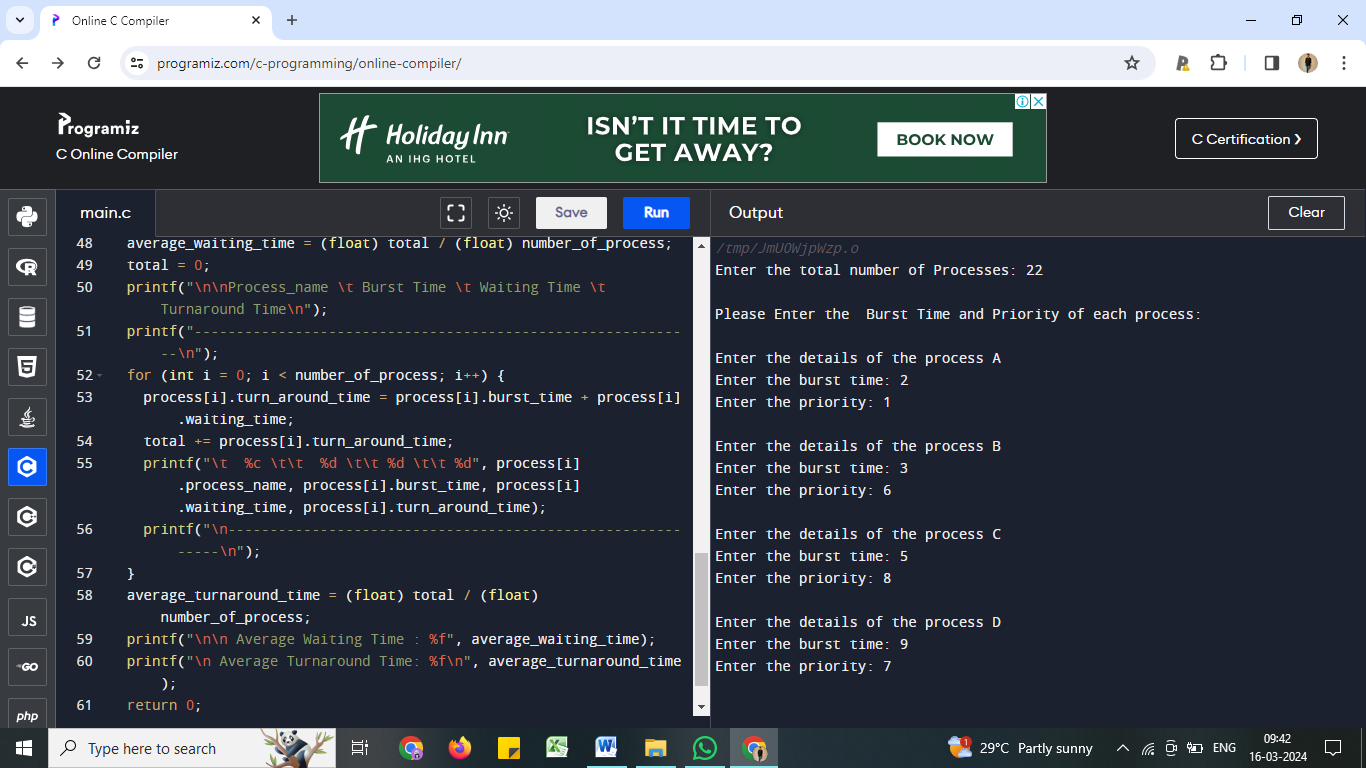 Online C Compiler
programiz.com/c-programming/online-compiler/
Programiz
C Online Compiler
Holiday Inn
AN IHG HOTEL
ISN'T IT TIME TO
GET AWAY?
BOOK NOW
C Certification
main.c
Save
Run
Output
Clear
48 average_waiting_time = (float) total / (float) number_of_process;
49 total = 0;
50 printf("\n\nProcess_name \t Burst Time \t Waiting Time \t
Turnaround Time\n");
51 printf("----------------------------------------------------------
--\n");
52 for (int i = 0; i < number_of_process; i++) {
53 process[i].turn_around_time = process[i].burst_time + process[i]
.waiting_time;
54 total += process[i].turn_around_time;
55 printf("\t  %c \t\t  %d \t\t %d \t\t %d", process[i]
.process_name, process[i].burst_time, process[i]
.waiting_time, process[i].turn_around_time);
56 printf("\n------------------------------------------------------
-----\n");
57 }
58 average_turnaround_time = (float) total / (float)
number_of_process;
59 printf("\n\n Average Waiting Time : %f", average_waiting_time);
60 printf("\n Average Turnaround Time: %f\n", average_turnaround_time
);
61 return 0;
/tmp/JmUOWjpWzp.o
Enter the total number of Processes: 22
Please Enter the  Burst Time and Priority of each process:
Enter the details of the process A
Enter the burst time: 2
Enter the priority: 1
Enter the details of the process B
Enter the burst time: 3
Enter the priority: 6
Enter the details of the process C
Enter the burst time: 5
Enter the priority: 8
Enter the details of the process D
Enter the burst time: 9
Enter the priority: 7
JS
GO
php
Type here to search
1
29°C Partly sunny
ENG
09:42
16-03-2024